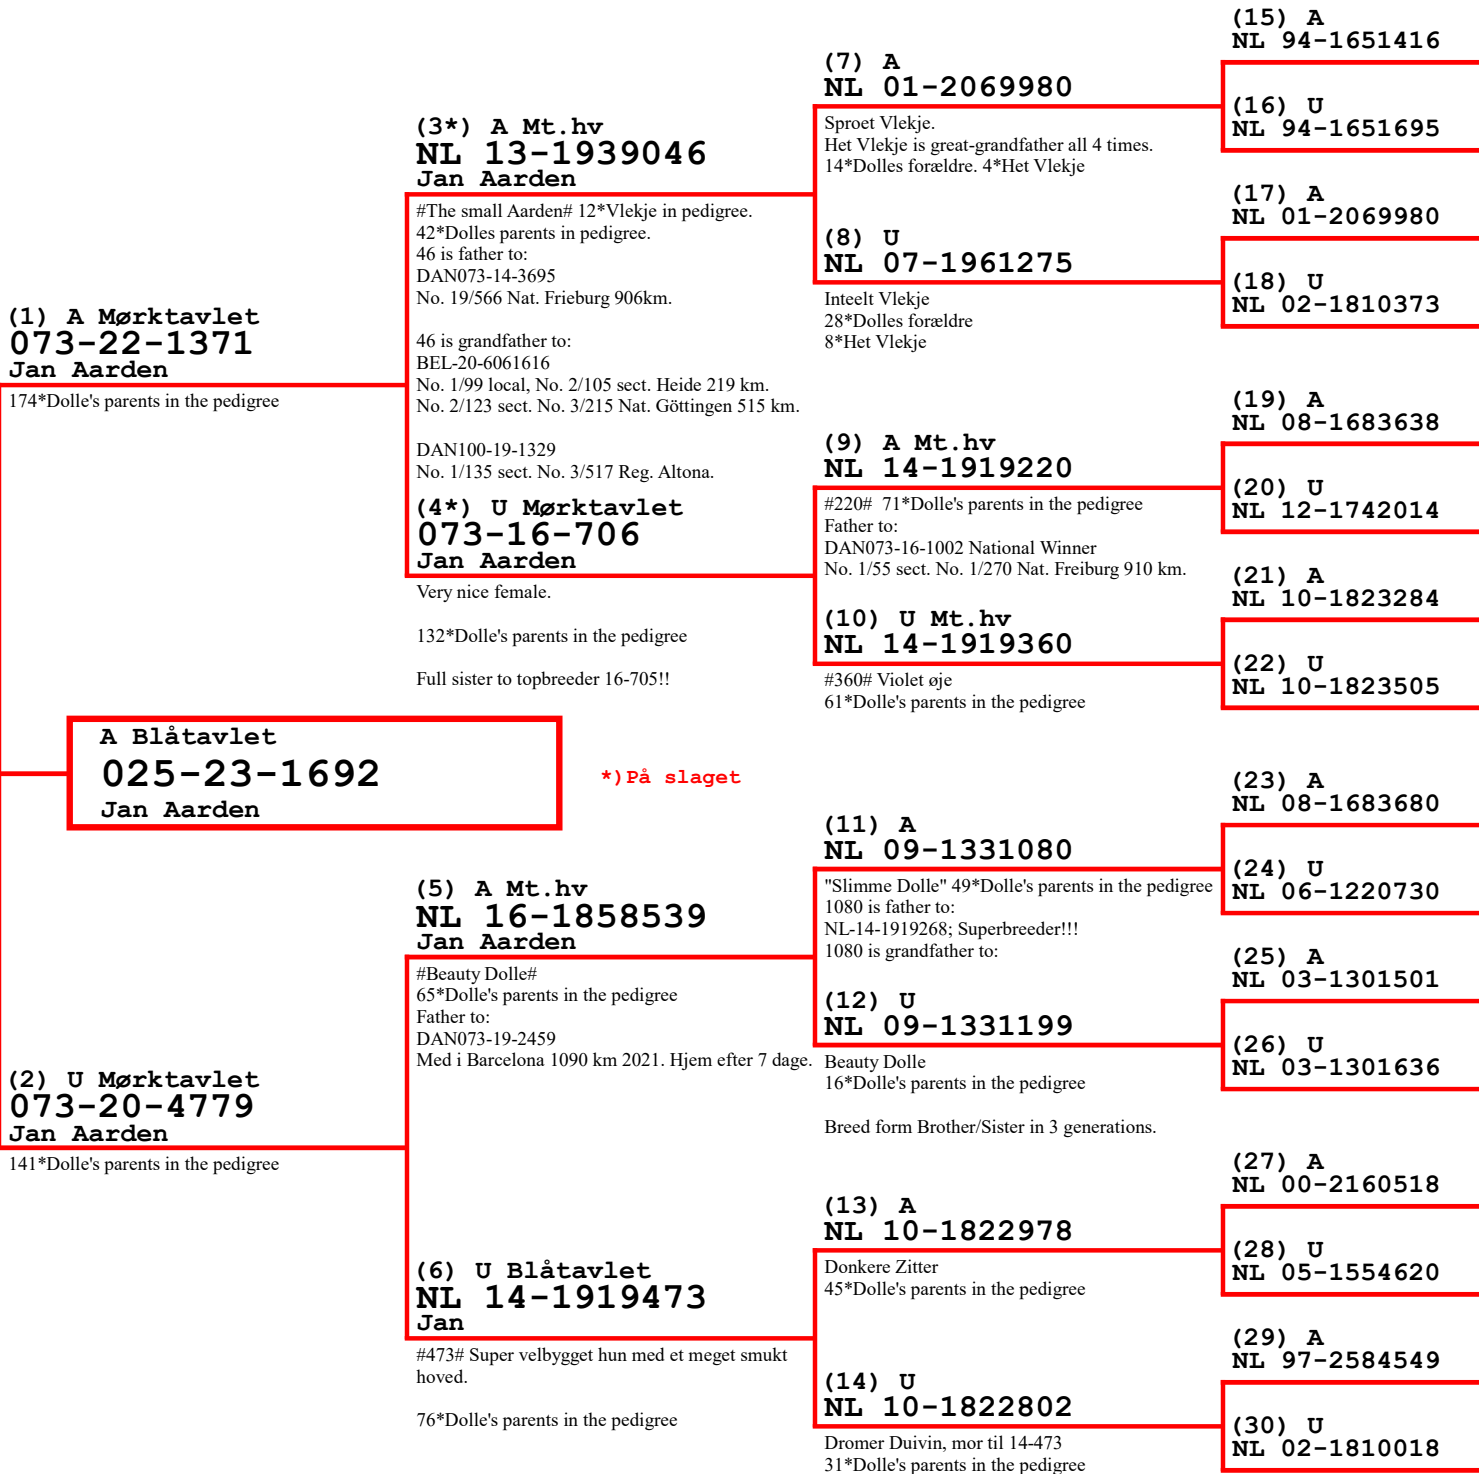 (1) A Mørktavlet
073-22-1371
Jan Aarden
174*Dolle's parents in the pedigree
A Blåtavlet
025-23-1692
Jan Aarden
(2) U Mørktavlet
073-20-4779
Jan Aarden
141*Dolle's parents in the pedigree
(3*) A Mt.hv
NL 13-1939046
Jan Aarden
#The small Aarden# 12*Vlekje in pedigree.
42*Dolles parents in pedigree.
46 is father to:
DAN073-14-3695
No. 19/566 Nat. Frieburg 906km.
46 is grandfather to:
BEL-20-6061616
No. 1/99 local, No. 2/105 sect. Heide 219 km.
No. 2/123 sect. No. 3/215 Nat. Göttingen 515 km.
DAN100-19-1329
No. 1/135 sect. No. 3/517 Reg. Altona.
(4*) U Mørktavlet
073-16-706
Jan Aarden
Very nice female.
132*Dolle's parents in the pedigree
Full sister to topbreeder 16-705!!
*)På slaget
(5) A Mt.hv
NL 16-1858539
Jan Aarden
#Beauty Dolle#
65*Dolle's parents in the pedigree
Father to:
DAN073-19-2459
Med i Barcelona 1090 km 2021. Hjem efter 7 dage.
(6) U Blåtavlet
NL 14-1919473
Jan
#473# Super velbygget hun med et meget smukt
hoved.
76*Dolle's parents in the pedigree
(7) A
NL 01-2069980
Sproet Vlekje.
Het Vlekje is great-grandfather all 4 times.
14*Dolles forældre. 4*Het Vlekje
(8) U
NL 07-1961275
Inteelt Vlekje
28*Dolles forældre
8*Het Vlekje
(9) A Mt.hv
NL 14-1919220
#220#  71*Dolle's parents in the pedigree
Father to:
DAN073-16-1002 National Winner
No. 1/55 sect. No. 1/270 Nat. Freiburg 910 km.
(10) U Mt.hv
NL 14-1919360
#360# Violet øje
61*Dolle's parents in the pedigree
(11) A
NL 09-1331080
"Slimme Dolle" 49*Dolle's parents in the pedigree
1080 is father to:
NL-14-1919268; Superbreeder!!!
1080 is grandfather to:
(12) U
NL 09-1331199
Beauty Dolle
16*Dolle's parents in the pedigree
Breed form Brother/Sister in 3 generations.
(13) A
NL 10-1822978
Donkere Zitter
45*Dolle's parents in the pedigree
(14) U
NL 10-1822802
Dromer Duivin, mor til 14-473
31*Dolle's parents in the pedigree
(15) A
NL 94-1651416
(16) U
NL 94-1651695
(17) A
NL 01-2069980
(18) U
NL 02-1810373
(19) A
NL 08-1683638
(20) U
NL 12-1742014
(21) A
NL 10-1823284
(22) U
NL 10-1823505
(23) A
NL 08-1683680
(24) U
NL 06-1220730
(25) A
NL 03-1301501
(26) U
NL 03-1301636
(27) A
NL 00-2160518
(28) U
NL 05-1554620
(29) A
NL 97-2584549
(30) U
NL 02-1810018